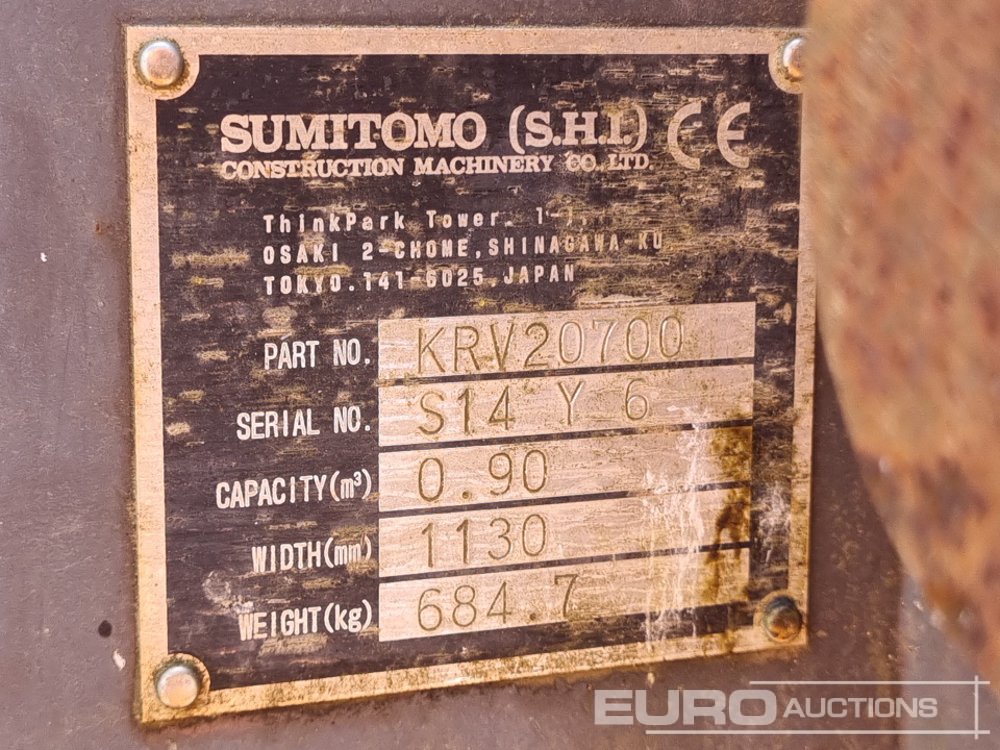 SUMITOMO (S.H.I.) CE
CONSTRUCTION MACHINERY CO., LTD.
ThinkPark Tower. 1-1,
OSAKI 2-CHOME, SHINAGAWA-KU
TOKYO. 141-6025, JAPAN
PART NO. KRV20700
SERIAL NO. S14 Y 6
CAPACITY(m³) 0.90
WIDTH(mm) 1130
WEIGHT(kg) 684.7
EURO AUCTIONS